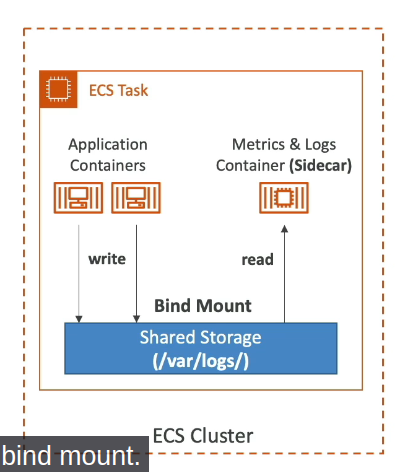 ECS Task
Application
Containers
Metrics & Logs
Container (Sidecar)
write
read
Bind Mount
Shared Storage
(/var/logs/)
ECS Cluster
bind mount.